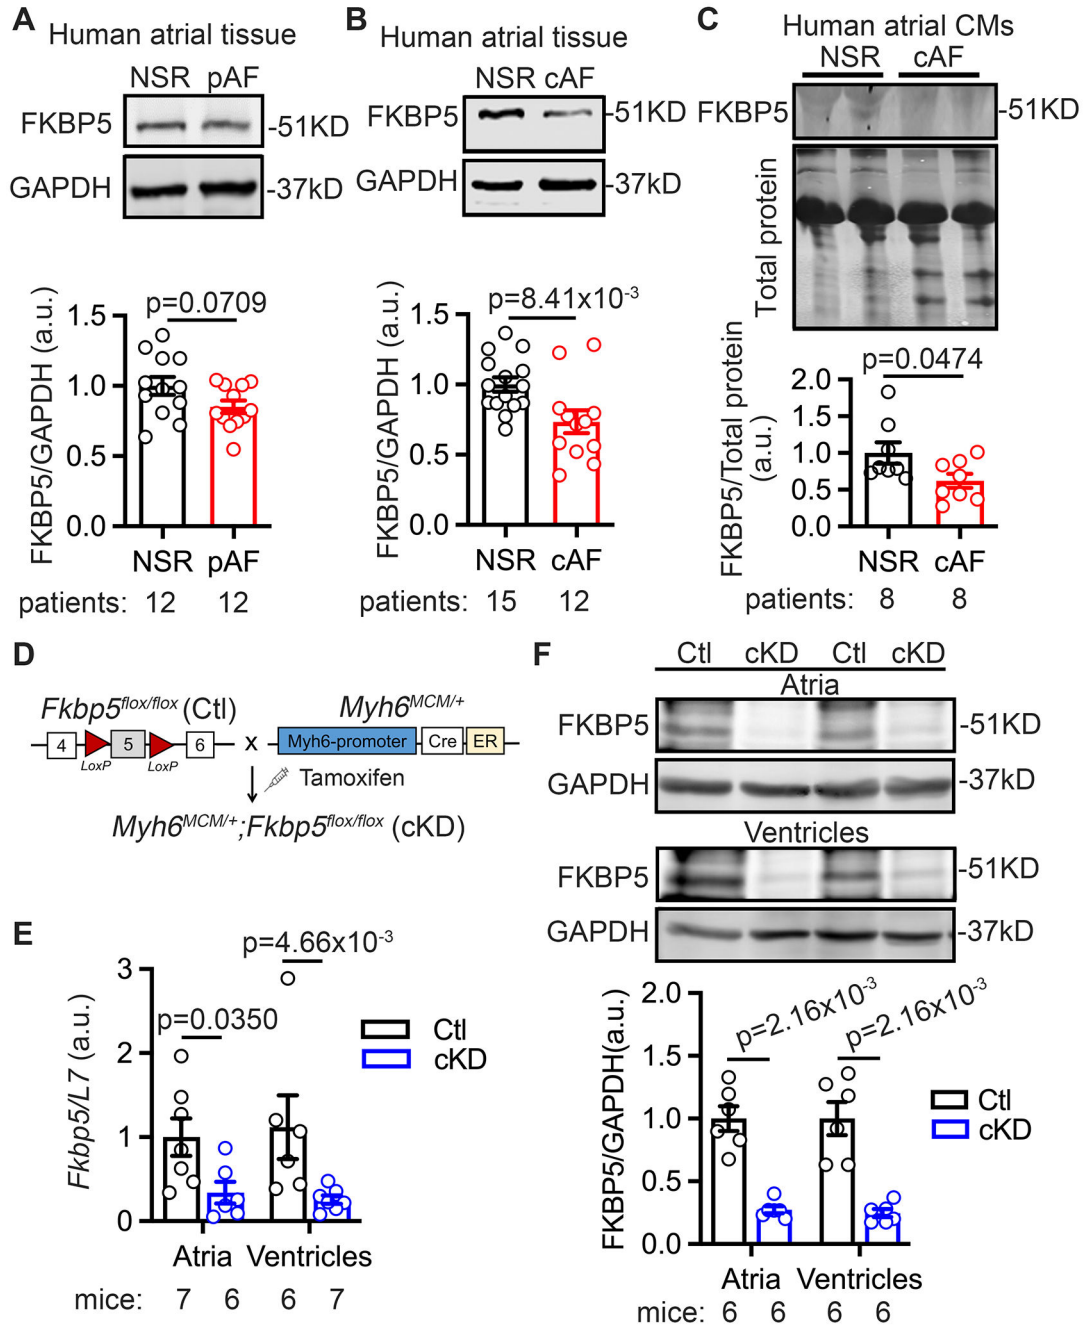 A
Human atrial tissue
NSR pAF
FKBP5
-51KD
GAPDH
-37kD
p=0.0709
FKBP5/GAPDH (a.u.)
1.5
1.0
0.5
0.0
NSR pAF
patients: 12 12
B
Human atrial tissue
NSR cAF
FKBP5
-51KD
GAPDH
-37kD
p=8.41x10-3
FKBP5/GAPDH (a.u.)
1.5
1.0
0.5
0.0
NSR cAF
patients: 15 12
C
Human atrial CMs
NSR cAF
FKBP5
-51KD
Total protein
p=0.0474
FKBP5/Total protein
(a.u.)
2.0
1.5
1.0
0.5
0.0
NSR cAF
patients: 8 8
D
Fkbp5flox/flox (Ctl)
Myh6MCM/+
4 5 6
LoxP LoxP
x
Myh6-promoter Cre ER
Tamoxifen
Myh6MCM/+;Fkbp5flox/flox (cKD)
E
p=4.66x10-3
p=0.0350
Fkbp5/L7 (a.u.)
3
2
1
0
Ctl
cKD
Atria Ventricles
mice: 7 6 6 7
F
Ctl cKD Ctl cKD
Atria
FKBP5
-51KD
GAPDH
-37kD
Ventricles
FKBP5
-51KD
GAPDH
-37kD
p=2.16x10-3
p=2.16x10-3
FKBP5/GAPDH(a.u.)
2.0
1.5
1.0
0.5
0.0
Ctl
cKD
Atria Ventricles
mice: 6 6 6 6